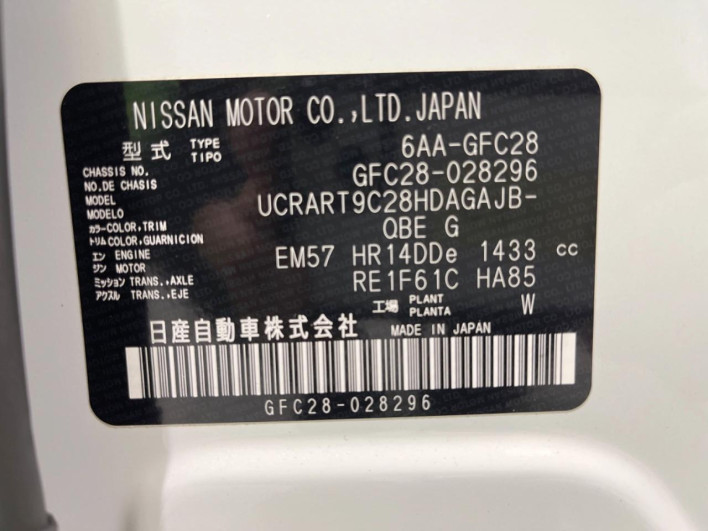 NISSAN MOTOR CO.,LTD.JAPAN
型式 TYPE TIPO 6AA-GFC28
CHASSIS NO. NO.DE CHASIS GFC28-028296
MODEL MODELO UCRART9C28HDAGAJB-
カラー COLOR,TRIM トリム COLOR,GUARNICION QBE G
エン ENGINE ジン MOTOR EM57 HR14DDe 1433 cc
ミッション TRANS.,AXLE アクスル TRANS.,EJE RE1F61C HA85
工場 PLANT PLANTA W
日産自動車株式会社 MADE IN JAPAN
GFC28-028296